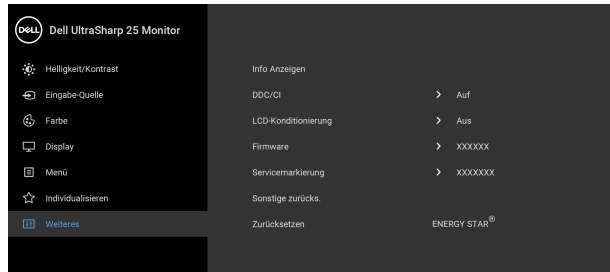 DELL Dell UltraSharp 25 Monitor
Helligkeit/Kontrast Info Anzeigen
Eingabe-Quelle DDC/CI > Auf
Farbe LCD-Konditionierung > Aus
Display Firmware > XXXXXX
Menü Servicemarkierung > XXXXXXX
Individualisieren Sonstige zurücks.
Weiteres Zurücksetzen ENERGY STAR®